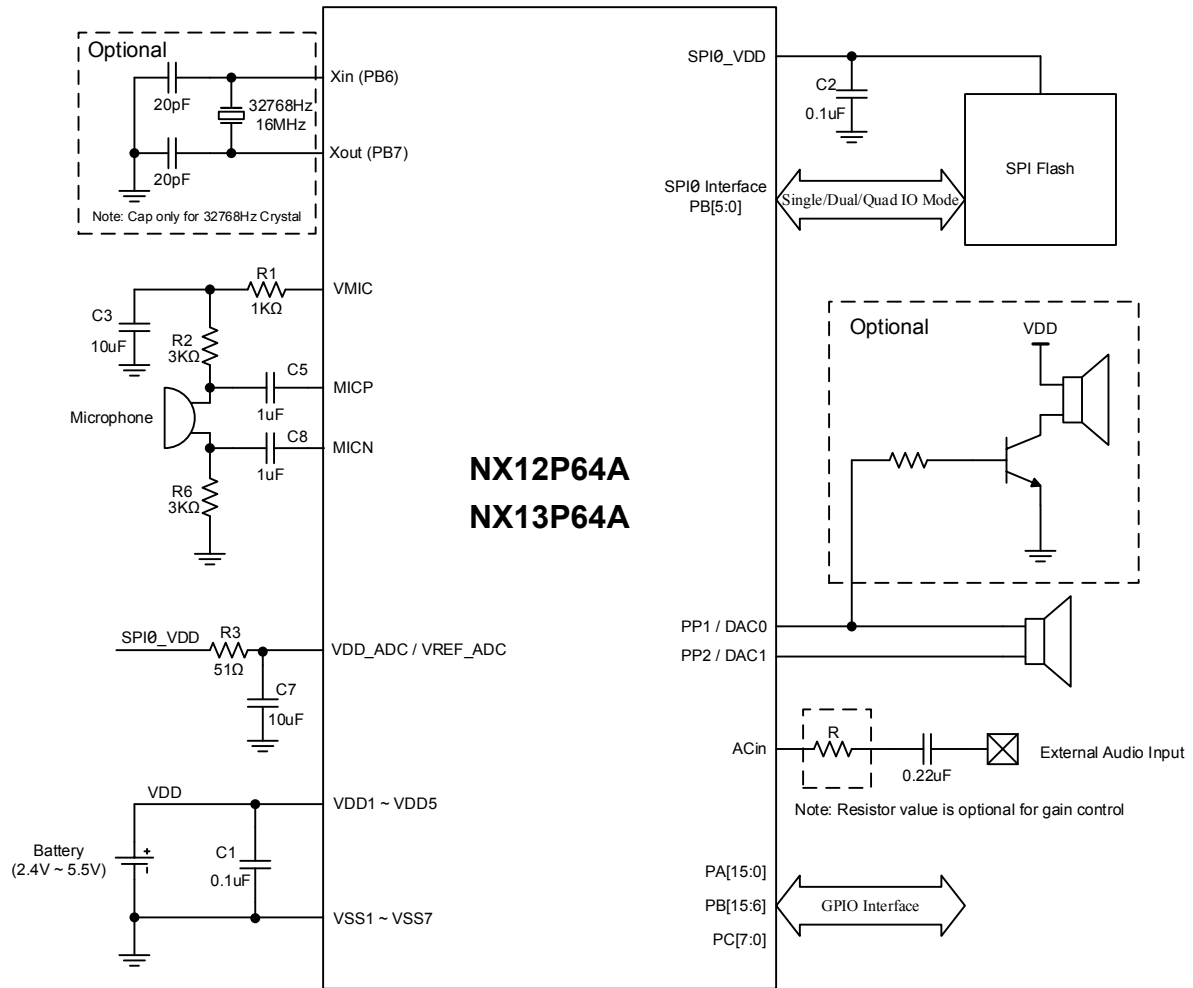 Optional
20pF
20pF
32768Hz
16MHz
Note: Cap only for 32768Hz Crystal
Xin (PB6)
Xout (PB7)
R1
1KΩ
VMIC
C3
10uF
R2
3KΩ
C5
1uF
MICP
Microphone
C8
1uF
MICN
R6
3KΩ
SPI0_VDD
R3
51Ω
VDD_ADC / VREF_ADC
C7
10uF
VDD
VDD1 ~ VDD5
Battery
(2.4V ~ 5.5V)
+
-
C1
0.1uF
VSS1 ~ VSS7
NX12P64A
NX13P64A
SPI0_VDD
C2
0.1uF
SPI Flash
SPI0 Interface
PB[5:0]
Single/Dual/Quad IO Mode
Optional
VDD
PP1 / DAC0
PP2 / DAC1
ACin
R
0.22uF
External Audio Input
Note: Resistor value is optional for gain control
PA[15:0]
PB[15:6]
PC[7:0]
GPIO Interface